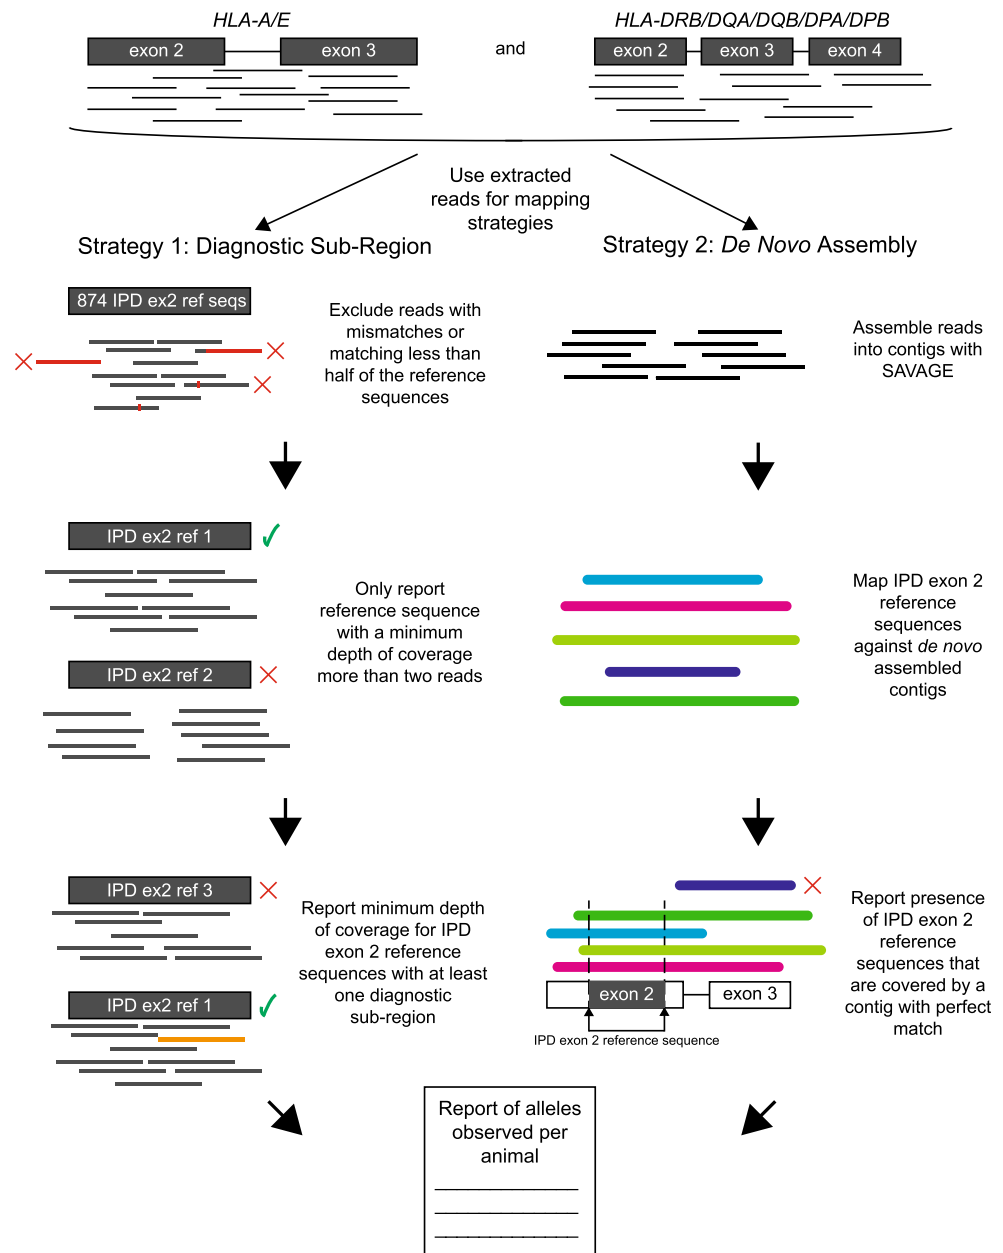 HLA-A/E
HLA-DRB/DQA/DQB/DPA/DPB
exon 2
exon 3
and
exon 2
exon 3
exon 4
Use extracted
reads for mapping
strategies
Strategy 1: Diagnostic Sub-Region
874 IPD ex2 ref seqs
Exclude reads with
mismatches or
matching less than
half of the reference
sequences
IPD ex2 ref 1
Only report
reference sequence
with a minimum
depth of coverage
more than two reads
IPD ex2 ref 2
IPD ex2 ref 3
Report minimum depth
of coverage for IPD
exon 2 reference
sequences with at least
one diagnostic
sub-region
IPD ex2 ref 1
Strategy 2: De Novo Assembly
Assemble reads
into contigs with
SAVAGE
Map IPD exon 2
reference
sequences
against de novo
assembled
contigs
Report presence
of IPD exon 2
reference
sequences that
are covered by a
contig with perfect
match
exon 2
exon 3
IPD exon 2 reference sequence
Report of alleles
observed per
animal